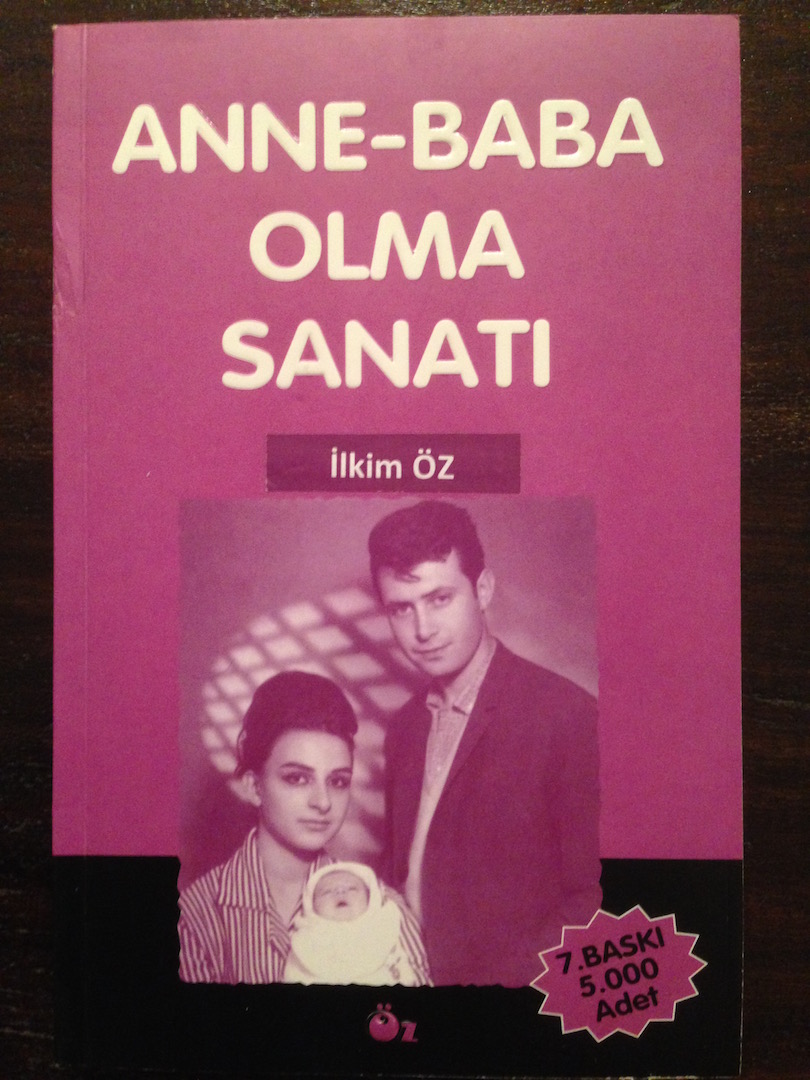 ANNE-BABA
OLMA
SANATI
İlkim ÖZ
7.BASKI
5.000
Adet
Öz